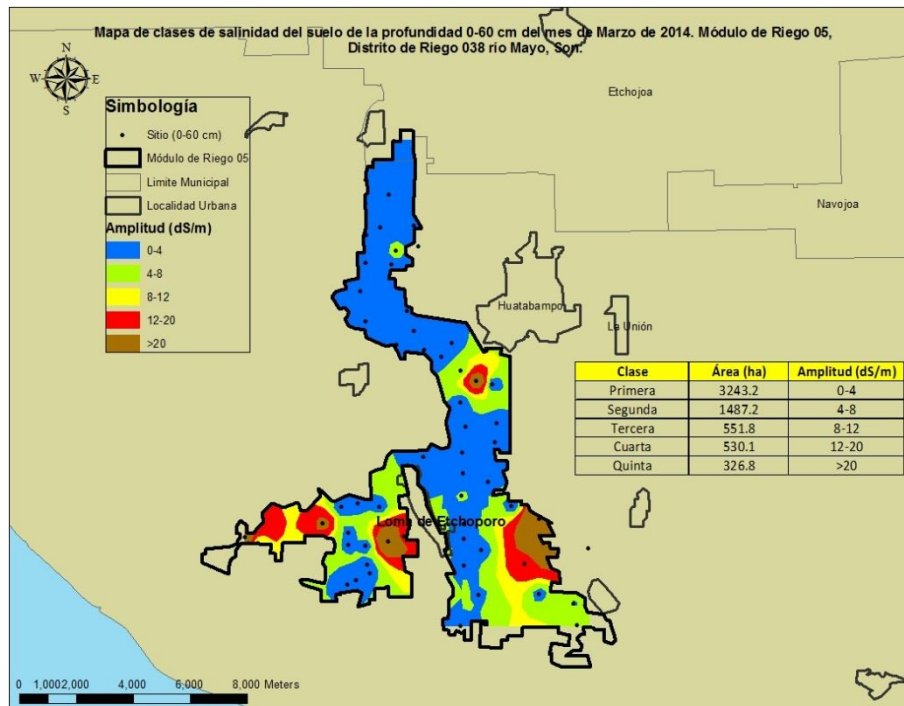 Mapa de clases de salinidad del suelo de la profundidad 0-60 cm del mes de Marzo de 2014. Módulo de Riego 05,
Distrito de Riego 038 río Mayo, Son.
N
W E
S
Etchojoa
Simbología
Sitio (0-60 cm)
Módulo de Riego 05
Limite Municipal
Localidad Urbana
Amplitud (dS/m)
0-4
4-8
8-12
12-20
>20
Navojoa
Huatabampo
La Unión
Clase Área (ha) Amplitud (dS/m)
Primera 3243.2 0-4
Segunda 1487.2 4-8
Tercera 551.8 8-12
Cuarta 530.1 12-20
Quinta 326.8 >20
Loma de Etchoporo
0 1,0002,000 4,000 6,000 8,000 Meters